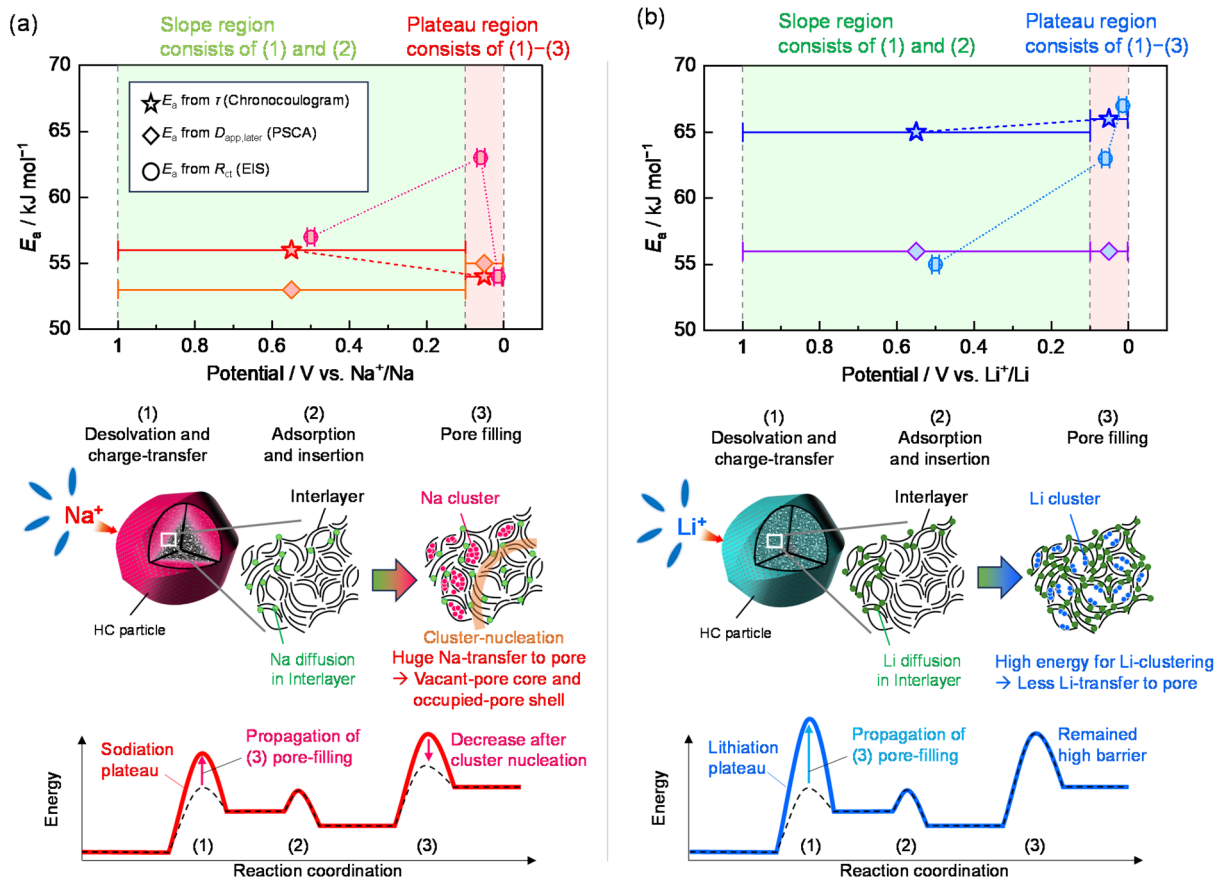 (a)
Slope region
consists of (1) and (2)
Plateau region
consists of (1)–(3)
70
65
60
55
50
Eₐ / kJ mol⁻¹
Eₐ from τ (Chronocoulogram)
Eₐ from D_app,later (PSCA)
Eₐ from R_ct (EIS)
1
0.8
0.6
0.4
0.2
0
Potential / V vs. Na⁺/Na
(1)
Desolvation and
charge-transfer
(2)
Adsorption
and insertion
(3)
Pore filling
Na⁺
Interlayer
Na cluster
HC particle
Na diffusion
in Interlayer
Cluster-nucleation
Huge Na-transfer to pore
→ Vacant-pore core and
occupied-pore shell
Energy
Sodiation
plateau
Propagation of
(3) pore-filling
Decrease after
cluster nucleation
(1)
(2)
(3)
Reaction coordination
(b)
Slope region
consists of (1) and (2)
Plateau region
consists of (1)–(3)
70
65
60
55
50
Eₐ / kJ mol⁻¹
1
0.8
0.6
0.4
0.2
0
Potential / V vs. Li⁺/Li
(1)
Desolvation and
charge-transfer
(2)
Adsorption
and insertion
(3)
Pore filling
Li⁺
Interlayer
Li cluster
HC particle
Li diffusion
in Interlayer
High energy for Li-clustering
→ Less Li-transfer to pore
Energy
Lithiation
plateau
Propagation of
(3) pore-filling
Remained
high barrier
(1)
(2)
(3)
Reaction coordination